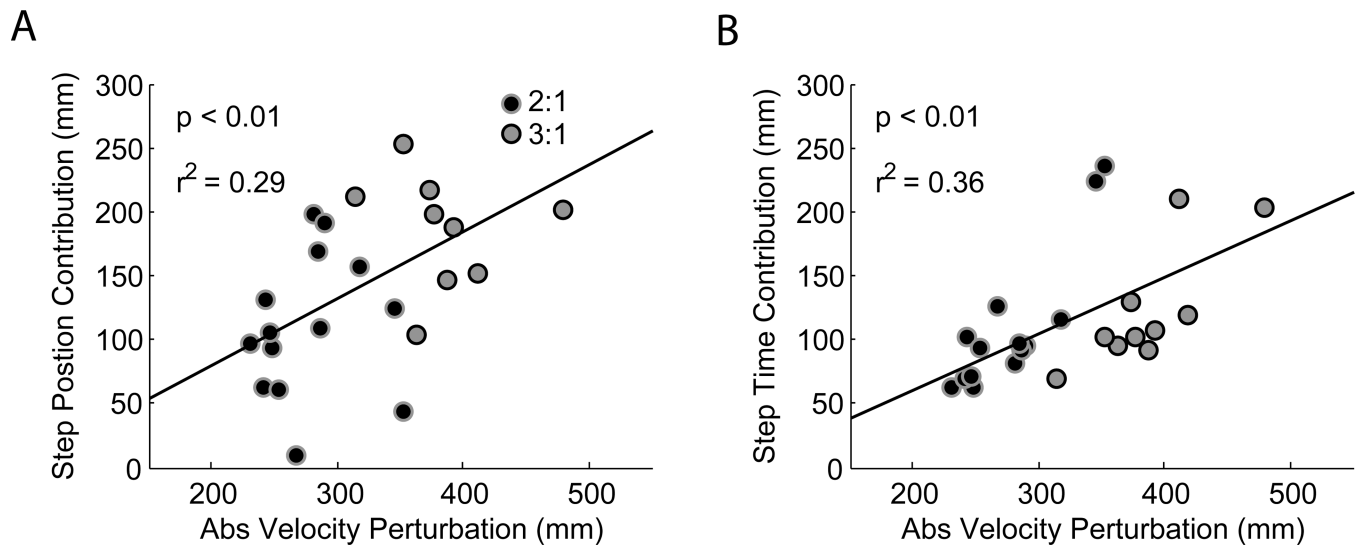 A
Step Postion Contribution (mm)
300
250
200
150
100
50
0
p < 0.01
r² = 0.29
2:1
3:1
200
300
400
500
Abs Velocity Perturbation (mm)
B
Step Time Contribution (mm)
300
250
200
150
100
50
0
p < 0.01
r² = 0.36
200
300
400
500
Abs Velocity Perturbation (mm)